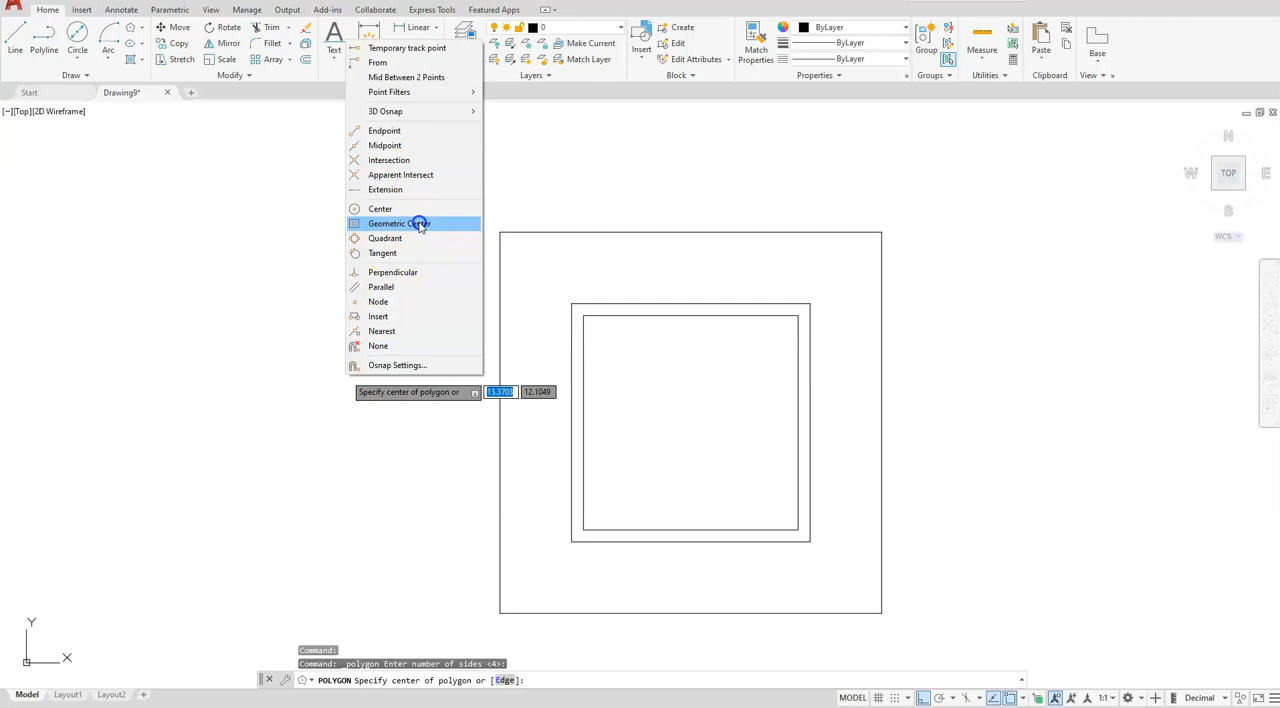 Home Insert Annotate Parametric View Manage Output Add-ins Collaborate Express Tools Featured Apps
Line Polyline Circle Arc
Move Rotate Trim
Copy Mirror Fillet
Stretch Scale Array
Text
Linear
0
Make Current
Match Layer
Insert
Create
Edit
Edit Attributes
Match Properties
ByLayer
ByLayer
ByLayer
Group
Measure
Paste
Base
Draw Modify Layers Block Properties Groups Utilities Clipboard View
Start Drawing9*
[−][Top][2D Wireframe]
Temporary track point
From
Mid Between 2 Points
Point Filters
3D Osnap
Endpoint
Midpoint
Intersection
Apparent Intersect
Extension
Center
Geometric Center
Quadrant
Tangent
Perpendicular
Parallel
Node
Insert
Nearest
None
Osnap Settings...
N
W TOP E
S
WCS
Specify center of polygon or 13.3703 12.1049
Y
X
Command:
Command: _polygon Enter number of sides <4>:
POLYGON Specify center of polygon or [Edge]:
Model Layout1 Layout2
MODEL 1:1 Decimal